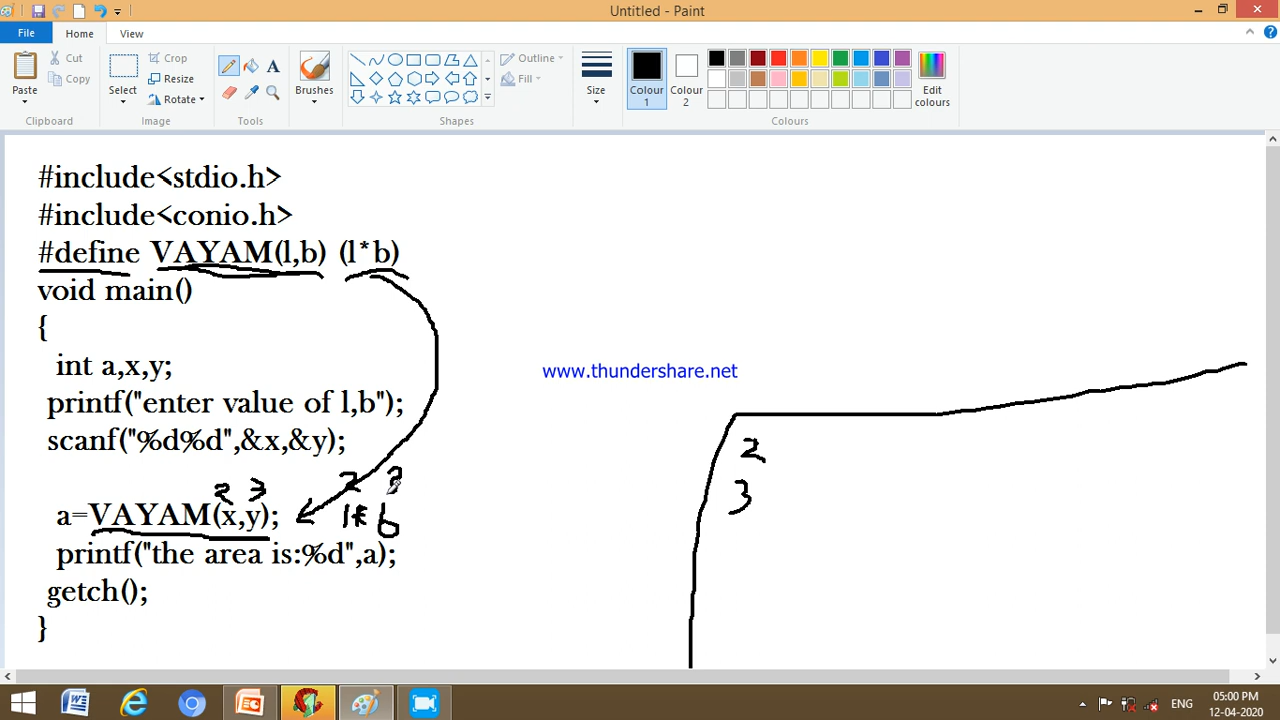 Untitled - Paint
File Home View
Paste
Cut
Copy
Clipboard
Select
Crop
Resize
Rotate
Image
A
Tools
Brushes
Shapes
Outline
Fill
Size
Colour 1
Colour 2
Edit colours
Colours
#include<stdio.h>
#include<conio.h>
#define VAYAM(l,b) (l*b)
void main()
{
int a,x,y;
printf("enter value of l,b");
scanf("%d%d",&x,&y);
2 3 2 3
a=VAYAM(x,y); l* b
printf("the area is:%d",a);
getch();
}
www.thundershare.net
2
3
ENG
05:00 PM
12-04-2020